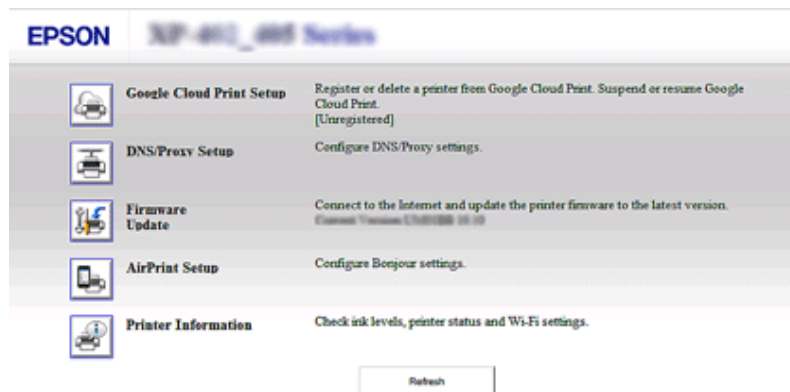 EPSON
Series
Google Cloud Print Setup
Register or delete a printer from Google Cloud Print. Suspend or resume Google
Cloud Print.
[Unregistered]
DNS/Proxy Setup
Configure DNS/Proxy settings.
Firmware
Update
Connect to the Internet and update the printer firmware to the latest version.
Current Version
AirPrint Setup
Configure Bonjour settings.
Printer Information
Check ink levels, printer status and Wi-Fi settings.
Refresh